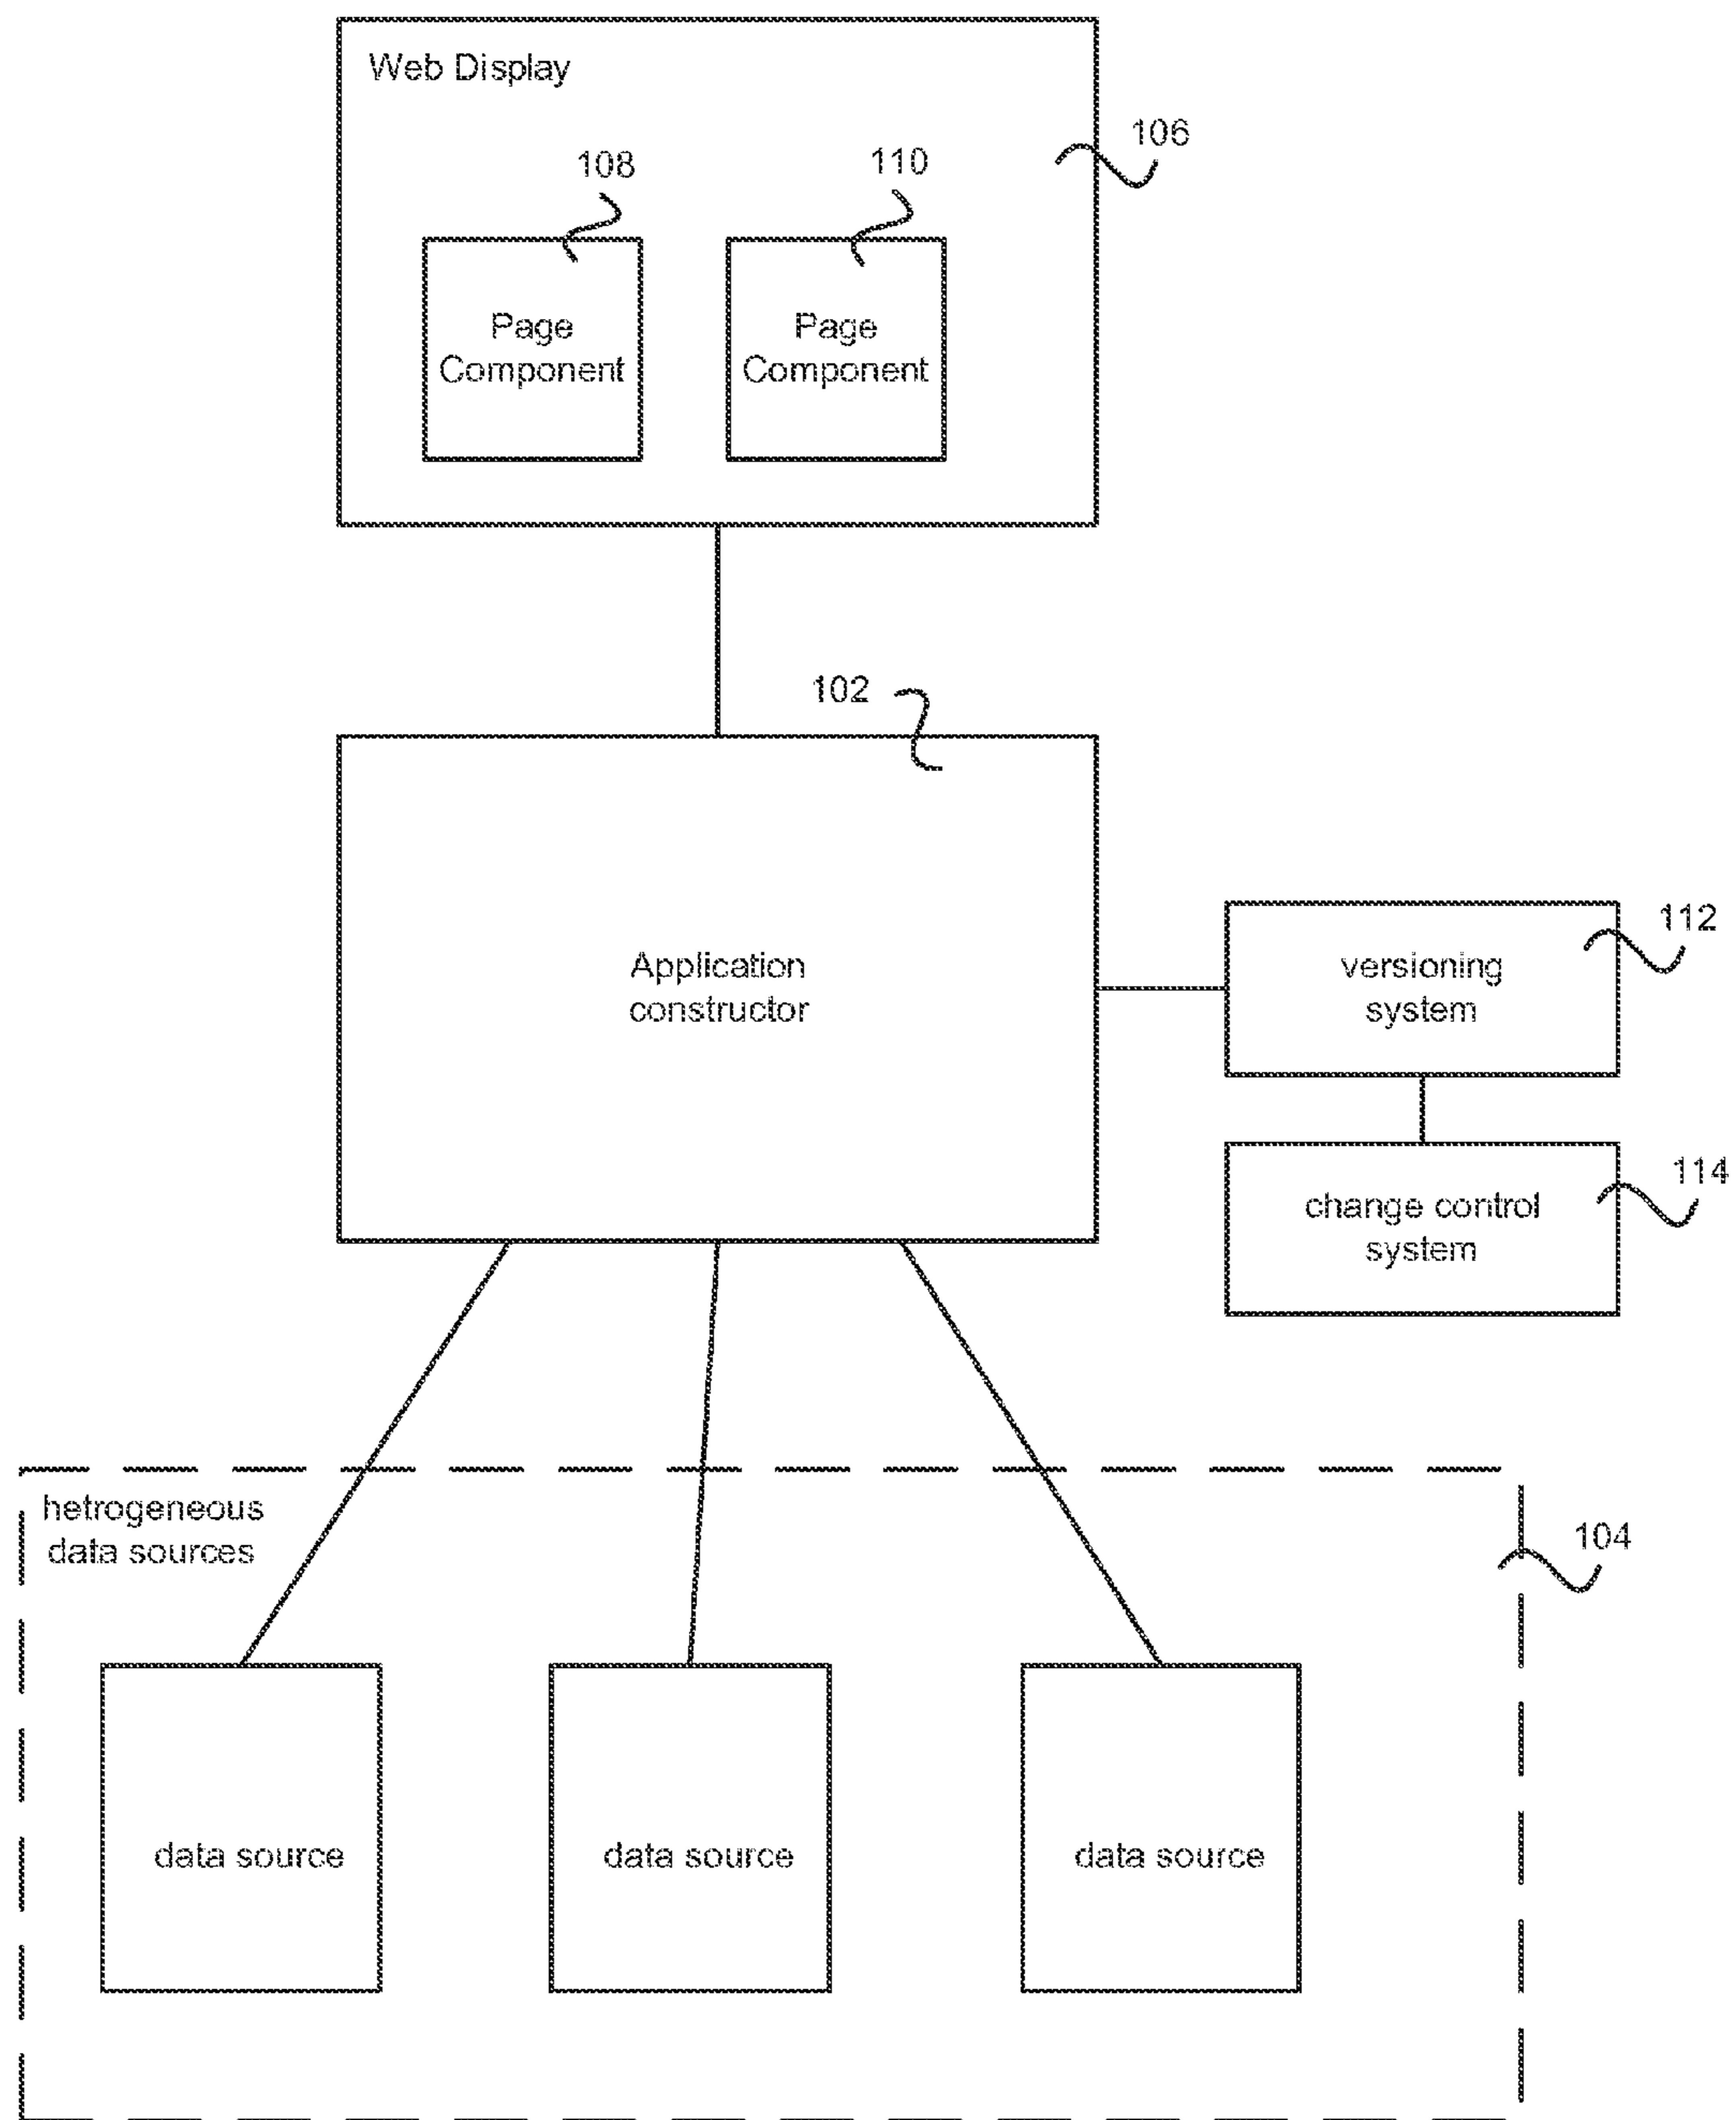 Web Display
106
108
110
Page
Component
Page
Component
102
Application
constructor
112
versioning
system
114
change control
system
hetrogeneous
data sources
104
data source
data source
data source